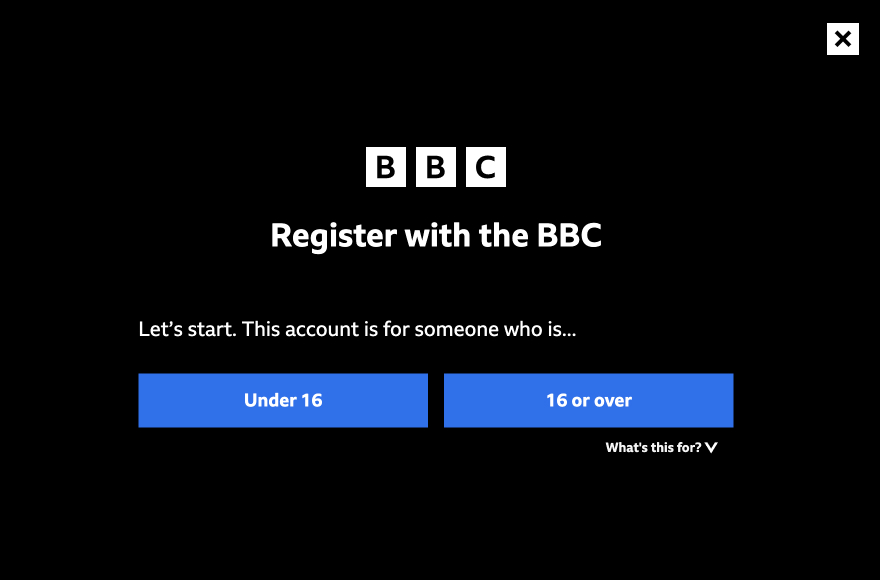 BBC
Register with the BBC
Let's start. This account is for someone who is...
Under 16
16 or over
What's this for?